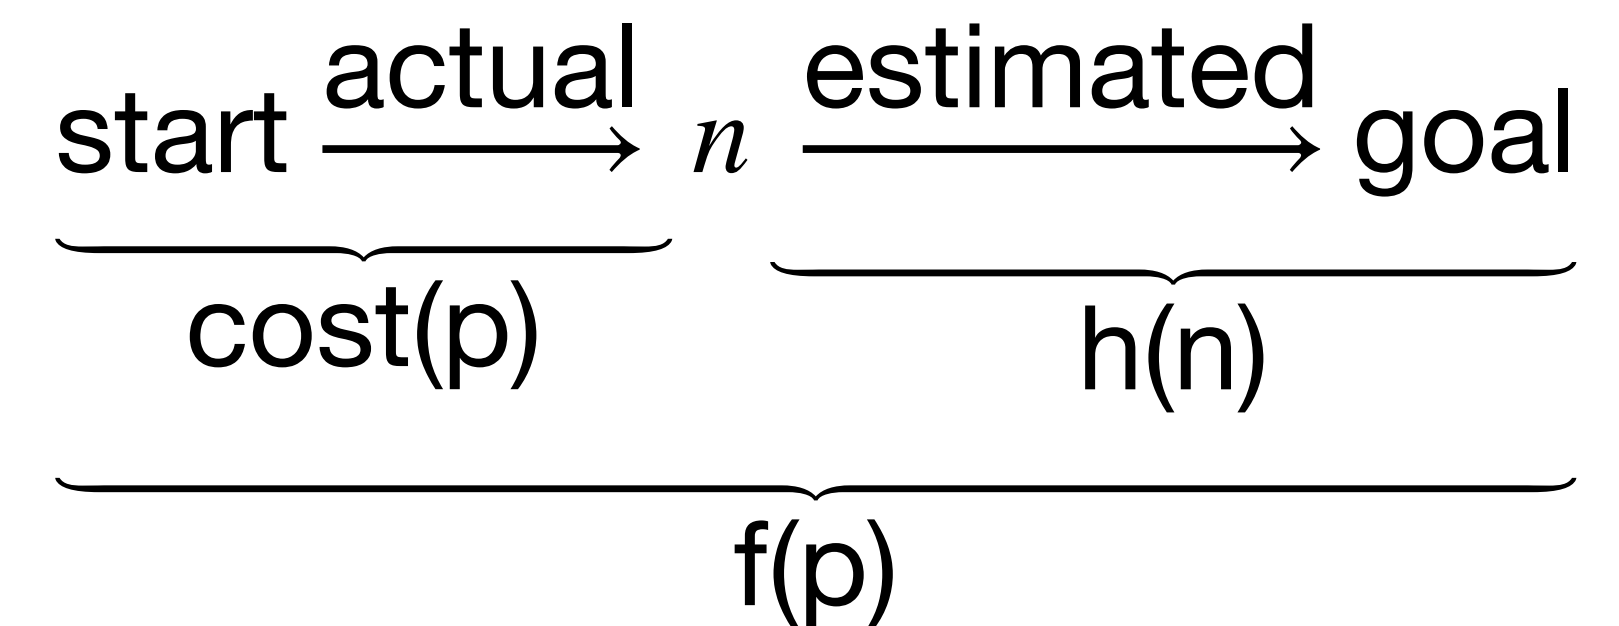 actual estimated
start n goal
cost(p) h(n)
f(p)